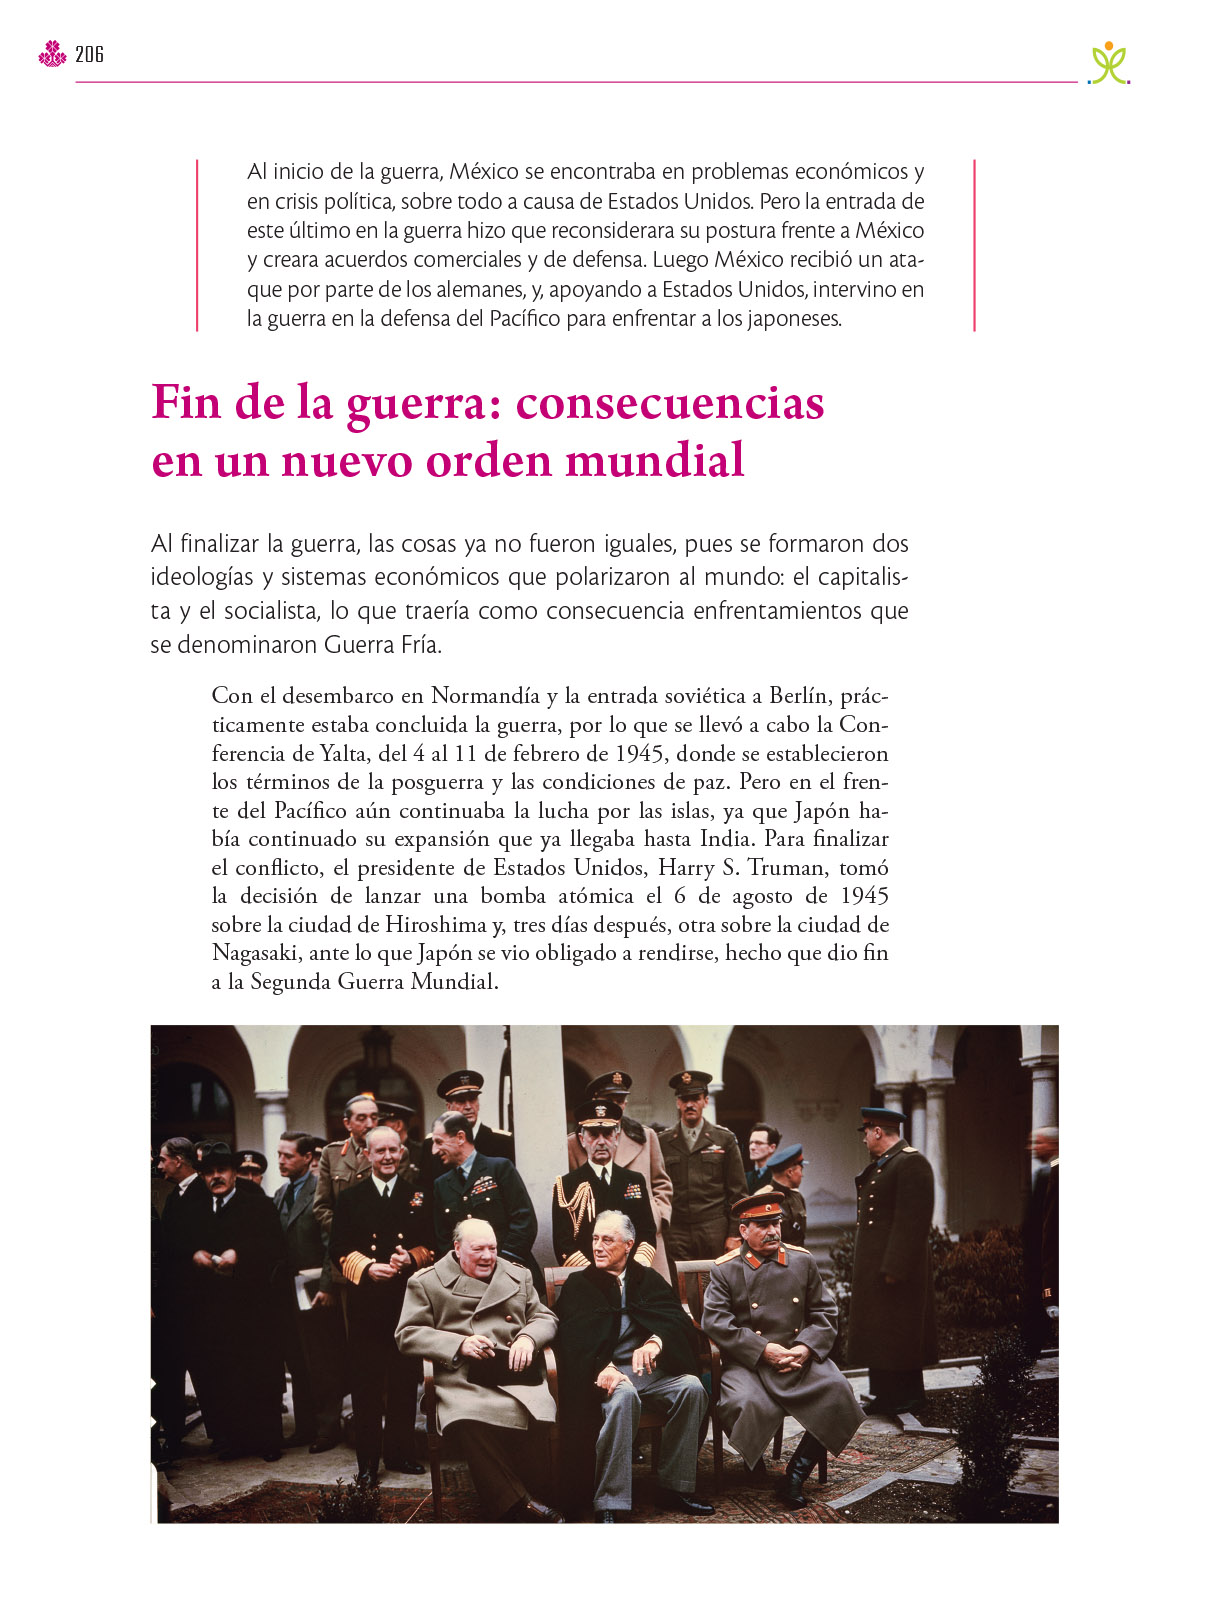 206
Al inicio de la guerra, México se encontraba en problemas económicos y
en crisis política, sobre todo a causa de Estados Unidos. Pero la entrada de
este último en la guerra hizo que reconsiderara su postura frente a México
y creara acuerdos comerciales y de defensa. Luego México recibió un ata-
que por parte de los alemanes, y, apoyando a Estados Unidos, intervino en
la guerra en la defensa del Pacífico para enfrentar a los japoneses.
Fin de la guerra: consecuencias
en un nuevo orden mundial
Al finalizar la guerra, las cosas ya no fueron iguales, pues se formaron dos
ideologías y sistemas económicos que polarizaron al mundo: el capitalis-
ta y el socialista, lo que traería como consecuencia enfrentamientos que
se denominaron Guerra Fría.
Con el desembarco en Normandía y la entrada soviética a Berlín, prác-
ticamente estaba concluida la guerra, por lo que se llevó a cabo la Con-
ferencia de Yalta, del 4 al 11 de febrero de 1945, donde se establecieron
los términos de la posguerra y las condiciones de paz. Pero en el fren-
te del Pacífico aún continuaba la lucha por las islas, ya que Japón ha-
bía continuado su expansión que ya llegaba hasta India. Para finalizar
el conflicto, el presidente de Estados Unidos, Harry S. Truman, tomó
la decisión de lanzar una bomba atómica el 6 de agosto de 1945
sobre la ciudad de Hiroshima y, tres días después, otra sobre la ciudad de
Nagasaki, ante lo que Japón se vio obligado a rendirse, hecho que dio fin
a la Segunda Guerra Mundial.